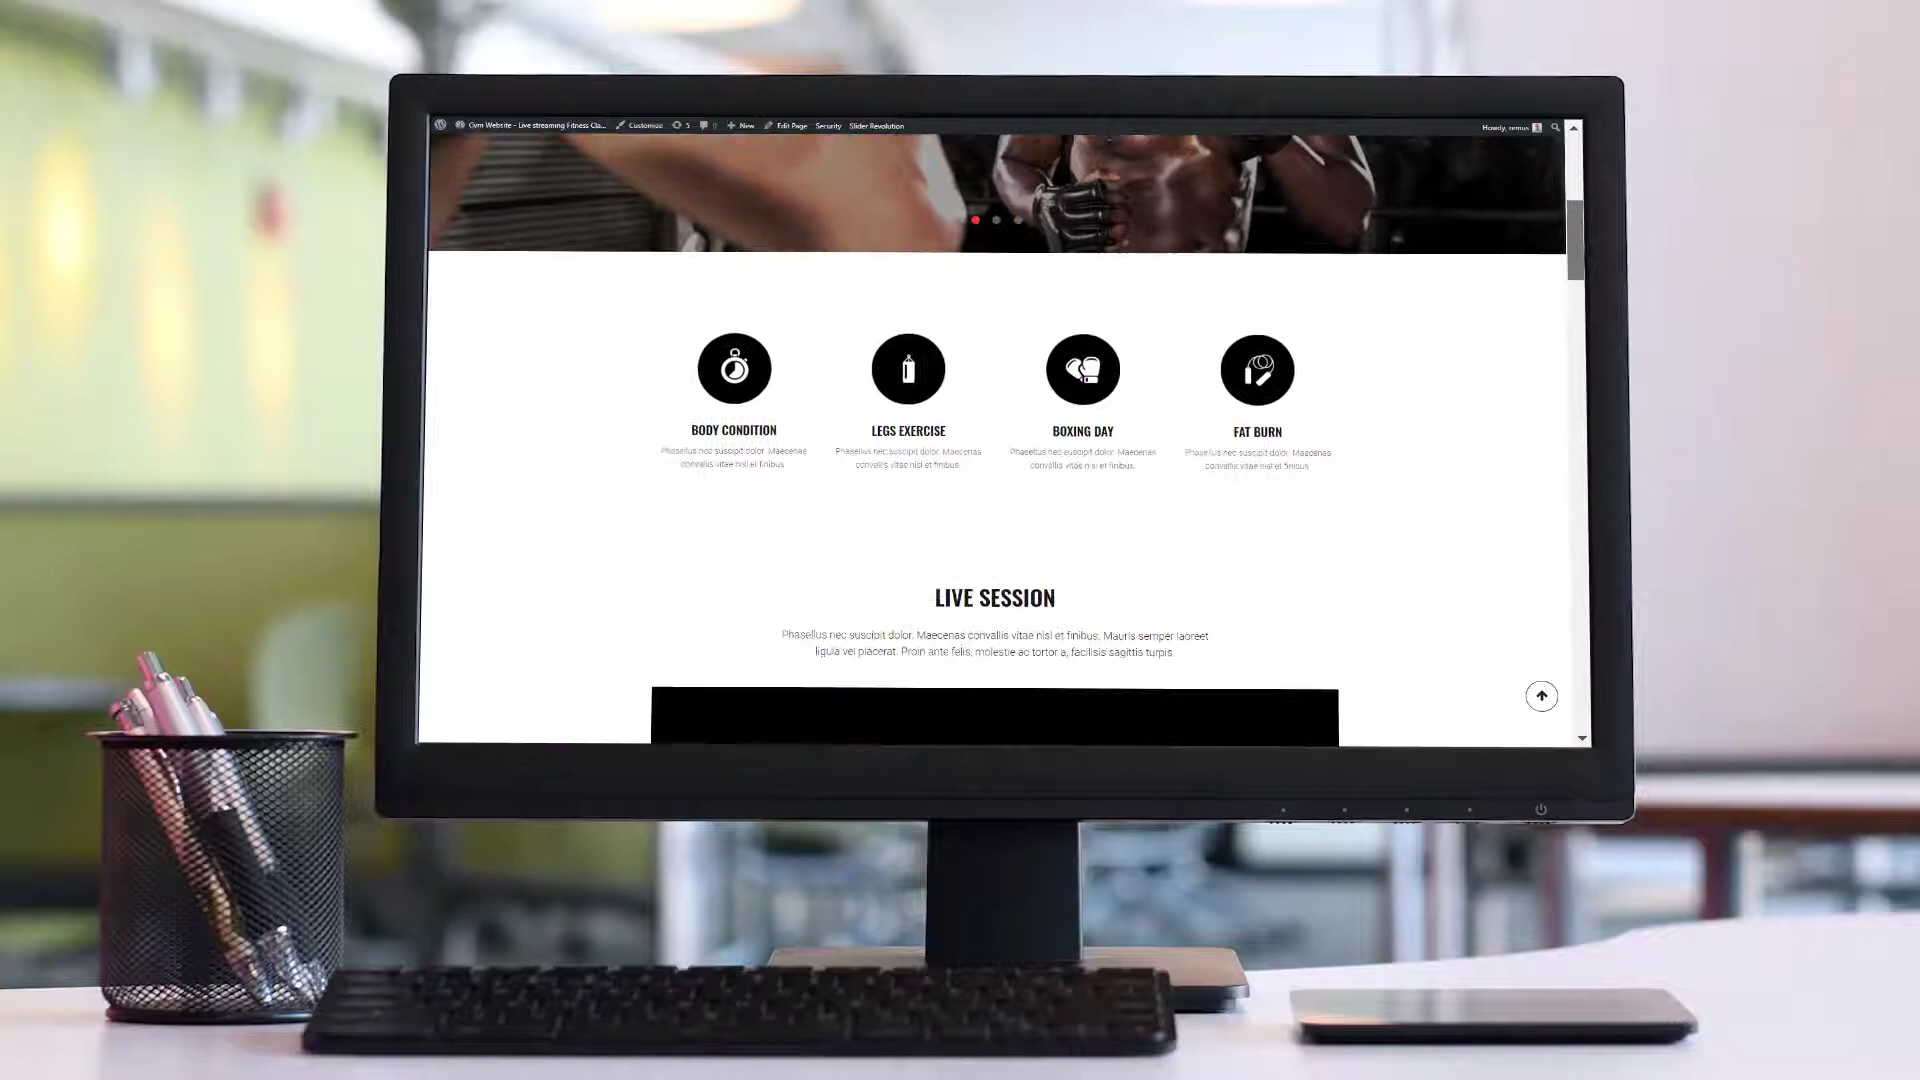 Gym Website - Live streaming Fitness Cla... Customize 5 0 New Edit Page Security Slider Revolution Howdy, remus
BODY CONDITION
Phasellus nec suscipit dolor. Maecenas
convallis vitae nisl et finibus.
LEGS EXERCISE
Phasellus nec suscipit dolor. Maecenas
convallis vitae nisl et finibus.
BOXING DAY
Phasellus nec suscipit dolor. Maecenas
convallis vitae nisl et finibus.
FAT BURN
Phasellus nec suscipit dolor. Maecenas
convallis vitae nisl et finibus.
LIVE SESSION
Phasellus nec suscipit dolor. Maecenas convallis vitae nisl et finibus. Mauris semper laoreet
ligula vel placerat. Proin ante felis, molestie ac tortor a, facilisis sagittis turpis